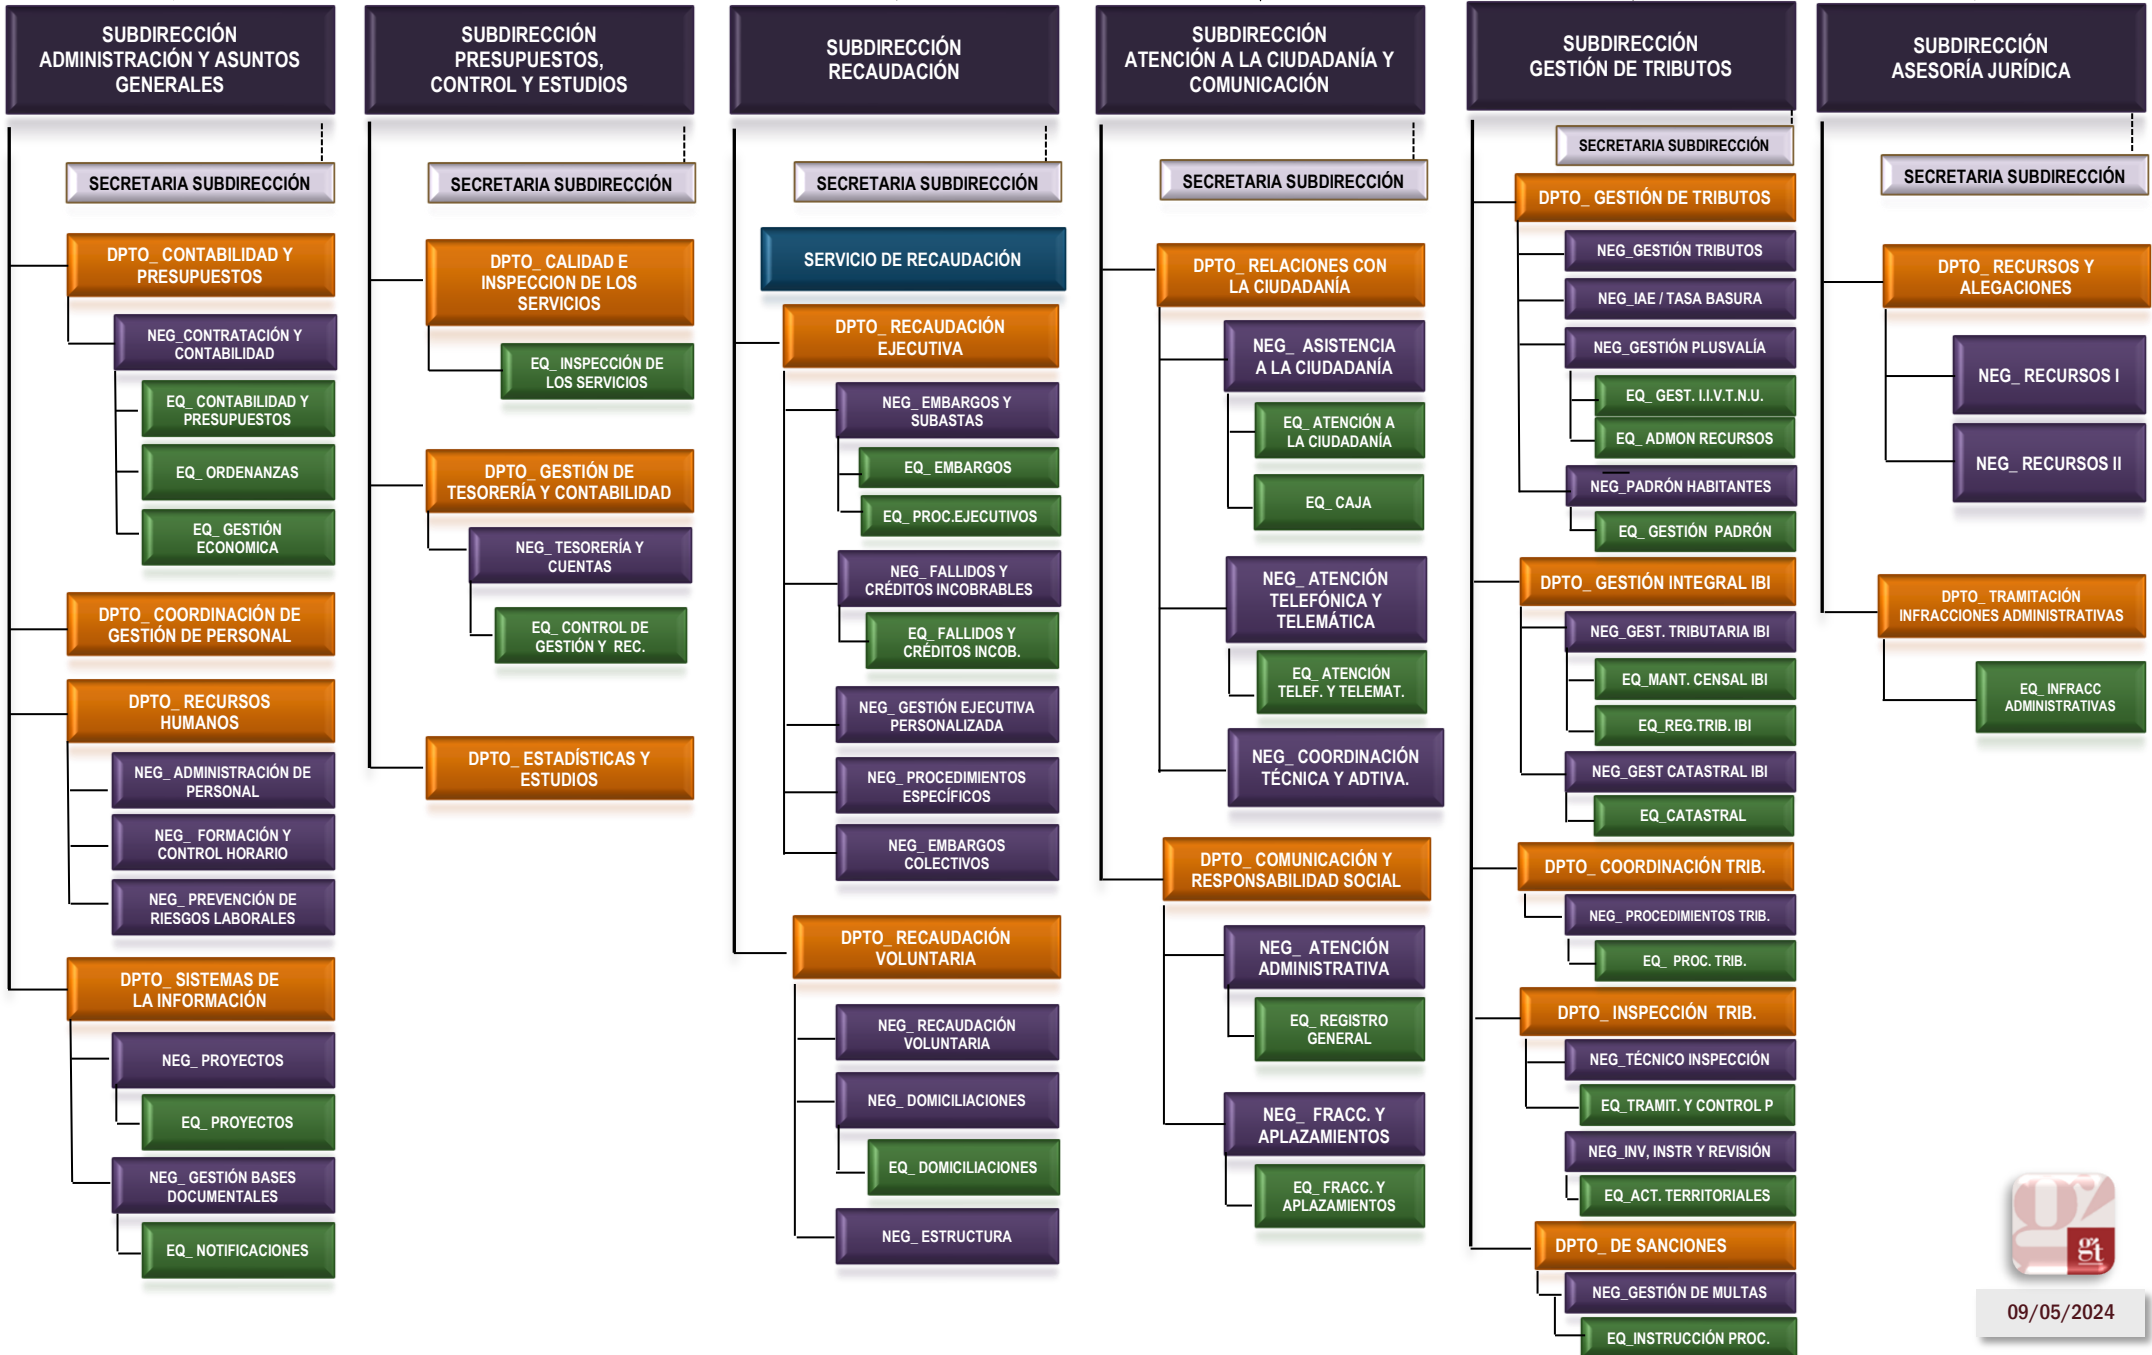 SUBDIRECCIÓN
ADMINISTRACIÓN Y ASUNTOS
GENERALES
SECRETARIA SUBDIRECCIÓN
DPTO_ CONTABILIDAD Y
PRESUPUESTOS
NEG_CONTRATACIÓN Y
CONTABILIDAD
EQ_ CONTABILIDAD Y
PRESUPUESTOS
EQ_ ORDENANZAS
EQ_ GESTIÓN
ECONOMICA
DPTO_ COORDINACIÓN DE
GESTIÓN DE PERSONAL
DPTO_ RECURSOS
HUMANOS
NEG_ ADMINISTRACIÓN DE
PERSONAL
NEG_ FORMACIÓN Y
CONTROL HORARIO
NEG_ PREVENCIÓN DE
RIESGOS LABORALES
DPTO_ SISTEMAS DE
LA INFORMACIÓN
NEG_ PROYECTOS
EQ_ PROYECTOS
NEG_ GESTIÓN BASES
DOCUMENTALES
EQ_ NOTIFICACIONES
SUBDIRECCIÓN
PRESUPUESTOS,
CONTROL Y ESTUDIOS
SECRETARIA SUBDIRECCIÓN
DPTO_ CALIDAD E
INSPECCION DE LOS
SERVICIOS
EQ_ INSPECCIÓN DE
LOS SERVICIOS
DPTO_ GESTIÓN DE
TESORERÍA Y CONTABILIDAD
NEG_ TESORERÍA Y
CUENTAS
EQ_ CONTROL DE
GESTIÓN Y REC.
DPTO_ ESTADÍSTICAS Y
ESTUDIOS
SUBDIRECCIÓN
RECAUDACIÓN
SECRETARIA SUBDIRECCIÓN
SERVICIO DE RECAUDACIÓN
DPTO_ RECAUDACIÓN
EJECUTIVA
NEG_ EMBARGOS Y
SUBASTAS
EQ_ EMBARGOS
EQ_ PROC.EJECUTIVOS
NEG_ FALLIDOS Y
CRÉDITOS INCOBRABLES
EQ_ FALLIDOS Y
CRÉDITOS INCOB.
NEG_ GESTIÓN EJECUTIVA
PERSONALIZADA
NEG_PROCEDIMIENTOS
ESPECÍFICOS
NEG_ EMBARGOS
COLECTIVOS
DPTO_ RECAUDACIÓN
VOLUNTARIA
NEG_ RECAUDACIÓN
VOLUNTARIA
NEG_ DOMICILIACIONES
EQ_ DOMICILIACIONES
NEG_ ESTRUCTURA
SUBDIRECCIÓN
ATENCIÓN A LA CIUDADANÍA Y
COMUNICACIÓN
SECRETARIA SUBDIRECCIÓN
DPTO_ RELACIONES CON
LA CIUDADANÍA
NEG_ ASISTENCIA
A LA CIUDADANÍA
EQ_ ATENCIÓN A
LA CIUDADANÍA
EQ_ CAJA
NEG_ ATENCIÓN
TELEFÓNICA Y
TELEMÁTICA
EQ_ ATENCIÓN
TELEF. Y TELEMAT.
NEG_ COORDINACIÓN
TÉCNICA Y ADTIVA.
DPTO_ COMUNICACIÓN Y
RESPONSABILIDAD SOCIAL
NEG_ ATENCIÓN
ADMINISTRATIVA
EQ_ REGISTRO
GENERAL
NEG_ FRACC. Y
APLAZAMIENTOS
EQ_ FRACC. Y
APLAZAMIENTOS
SUBDIRECCIÓN
GESTIÓN DE TRIBUTOS
SECRETARIA SUBDIRECCIÓN
DPTO_ GESTIÓN DE TRIBUTOS
NEG_GESTIÓN TRIBUTOS
NEG_IAE / TASA BASURA
NEG_GESTIÓN PLUSVALÍA
EQ_ GEST. I.I.V.T.N.U.
EQ_ ADMON RECURSOS
NEG_PADRÓN HABITANTES
EQ_ GESTIÓN PADRÓN
DPTO_ GESTIÓN INTEGRAL IBI
NEG_GEST. TRIBUTARIA IBI
EQ_MANT. CENSAL IBI
EQ_REG.TRIB. IBI
NEG_GEST CATASTRAL IBI
EQ_CATASTRAL
DPTO_ COORDINACIÓN TRIB.
NEG_ PROCEDIMIENTOS TRIB.
EQ_ PROC. TRIB.
DPTO_ INSPECCIÓN TRIB.
NEG_TÉCNICO INSPECCIÓN
EQ_TRAMIT. Y CONTROL P
NEG_INV, INSTR Y REVISIÓN
EQ_ACT. TERRITORIALES
DPTO_ DE SANCIONES
NEG_GESTIÓN DE MULTAS
EQ_INSTRUCCIÓN PROC.
SUBDIRECCIÓN
ASESORÍA JURÍDICA
SECRETARIA SUBDIRECCIÓN
DPTO_ RECURSOS Y
ALEGACIONES
NEG_ RECURSOS I
NEG_ RECURSOS II
DPTO_ TRAMITACIÓN
INFRACCIONES ADMINISTRATIVAS
EQ_ INFRACC
ADMINISTRATIVAS
gt
09/05/2024